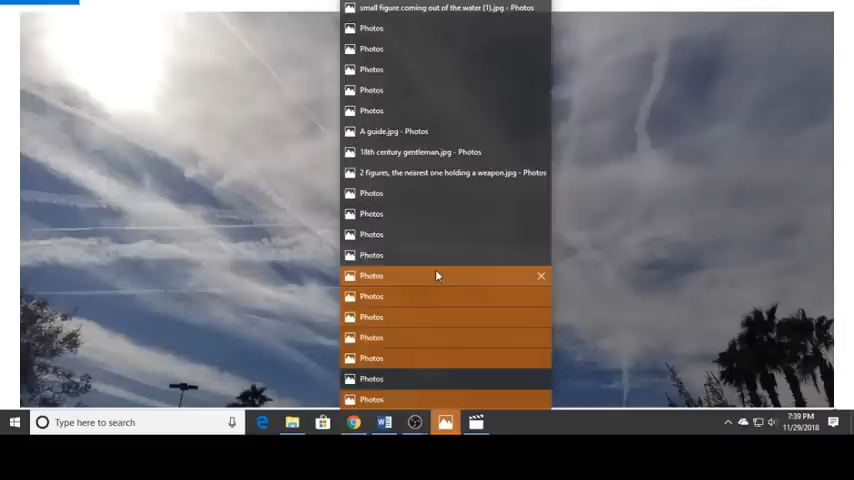 small figure coming out of the water (1).jpg - Photos
Photos
Photos
Photos
Photos
Photos
A guide.jpg - Photos
18th century gentleman.jpg - Photos
2 figures, the nearest one holding a weapon.jpg - Photos
Photos
Photos
Photos
Photos
Photos
Photos
Photos
Photos
Photos
Photos
Photos
Type here to search
7:39 PM
11/29/2018